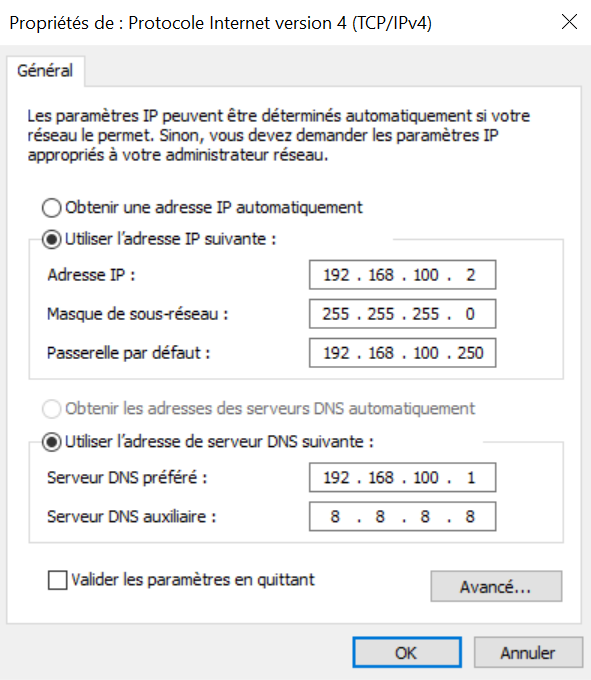 Propriétés de : Protocole Internet version 4 (TCP/IPv4)
Général
Les paramètres IP peuvent être déterminés automatiquement si votre
réseau le permet. Sinon, vous devez demander les paramètres IP
appropriés à votre administrateur réseau.
Obtenir une adresse IP automatiquement
Utiliser l'adresse IP suivante :
Adresse IP : 192 . 168 . 100 . 2
Masque de sous-réseau : 255 . 255 . 255 . 0
Passerelle par défaut : 192 . 168 . 100 . 250
Obtenir les adresses des serveurs DNS automatiquement
Utiliser l'adresse de serveur DNS suivante :
Serveur DNS préféré : 192 . 168 . 100 . 1
Serveur DNS auxiliaire : 8 . 8 . 8 . 8
Valider les paramètres en quittant
Avancé...
OK Annuler